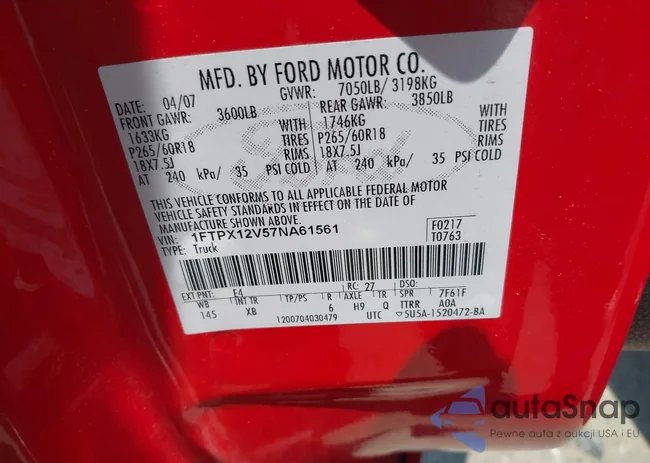 MFD. BY FORD MOTOR CO.
DATE: 04/07 GVWR: 7050LB/ 3198KG
FRONT GAWR: 3600LB REAR GAWR: 3850LB
1633KG WITH 1746KG WITH
P265/60R18 TIRES P265/60R18 TIRES
18X7.5J RIMS 18X7.5J RIMS
AT 240 kPa/ 35 PSI COLD AT 240 kPa/ 35 PSI COLD
Ford
THIS VEHICLE CONFORMS TO ALL APPLICABLE FEDERAL MOTOR
VEHICLE SAFETY STANDARDS IN EFFECT ON THE DATE OF
MANUFACTURE SHOWN ABOVE.
VIN: 1FTPX12V57NA61561 F0217
TYPE: Truck T0763
EXT PNT: E4 RC: 27 DSO:
WB INT TR TP/PS R AXLE TR SPR 7F61F
145 XB 6 H9 Q TTRR A0A
1200704030479 UTC ▽5U5A-1520472-BA
autaSnap
Pewne auta z aukcji USA i EU